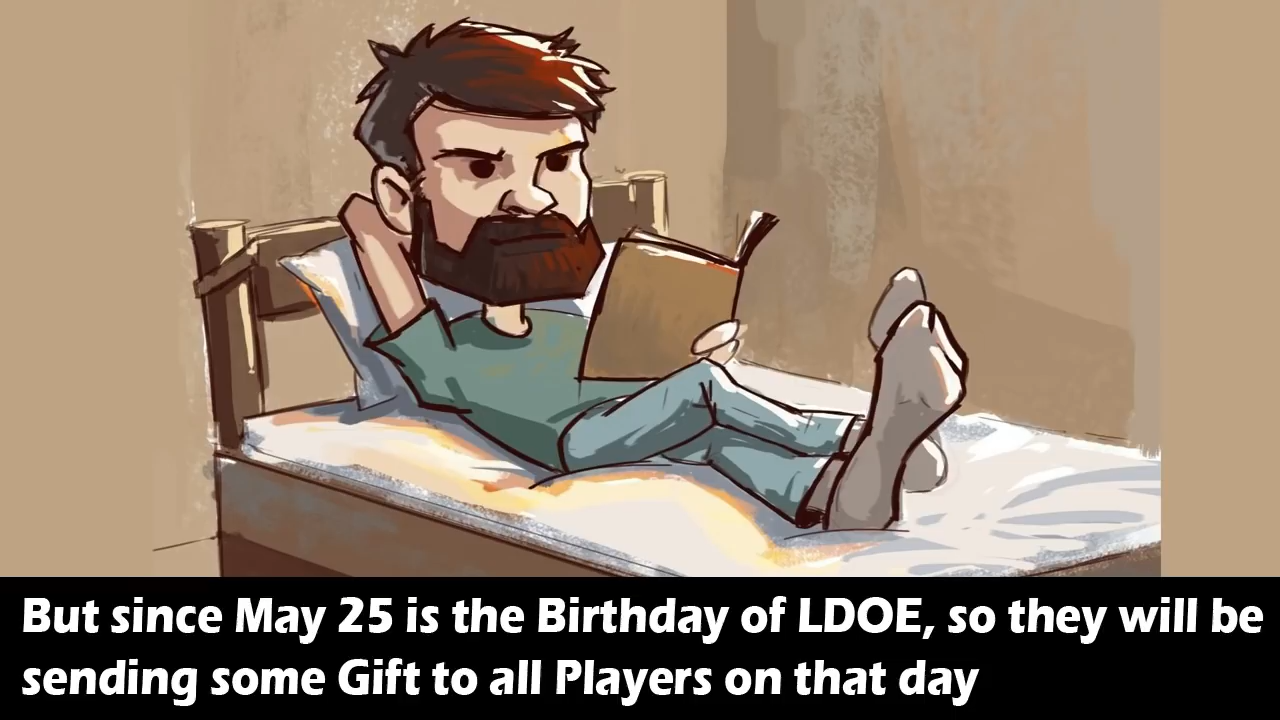 But since May 25 is the Birthday of LDOE, so they will be
sending some Gift to all Players on that day